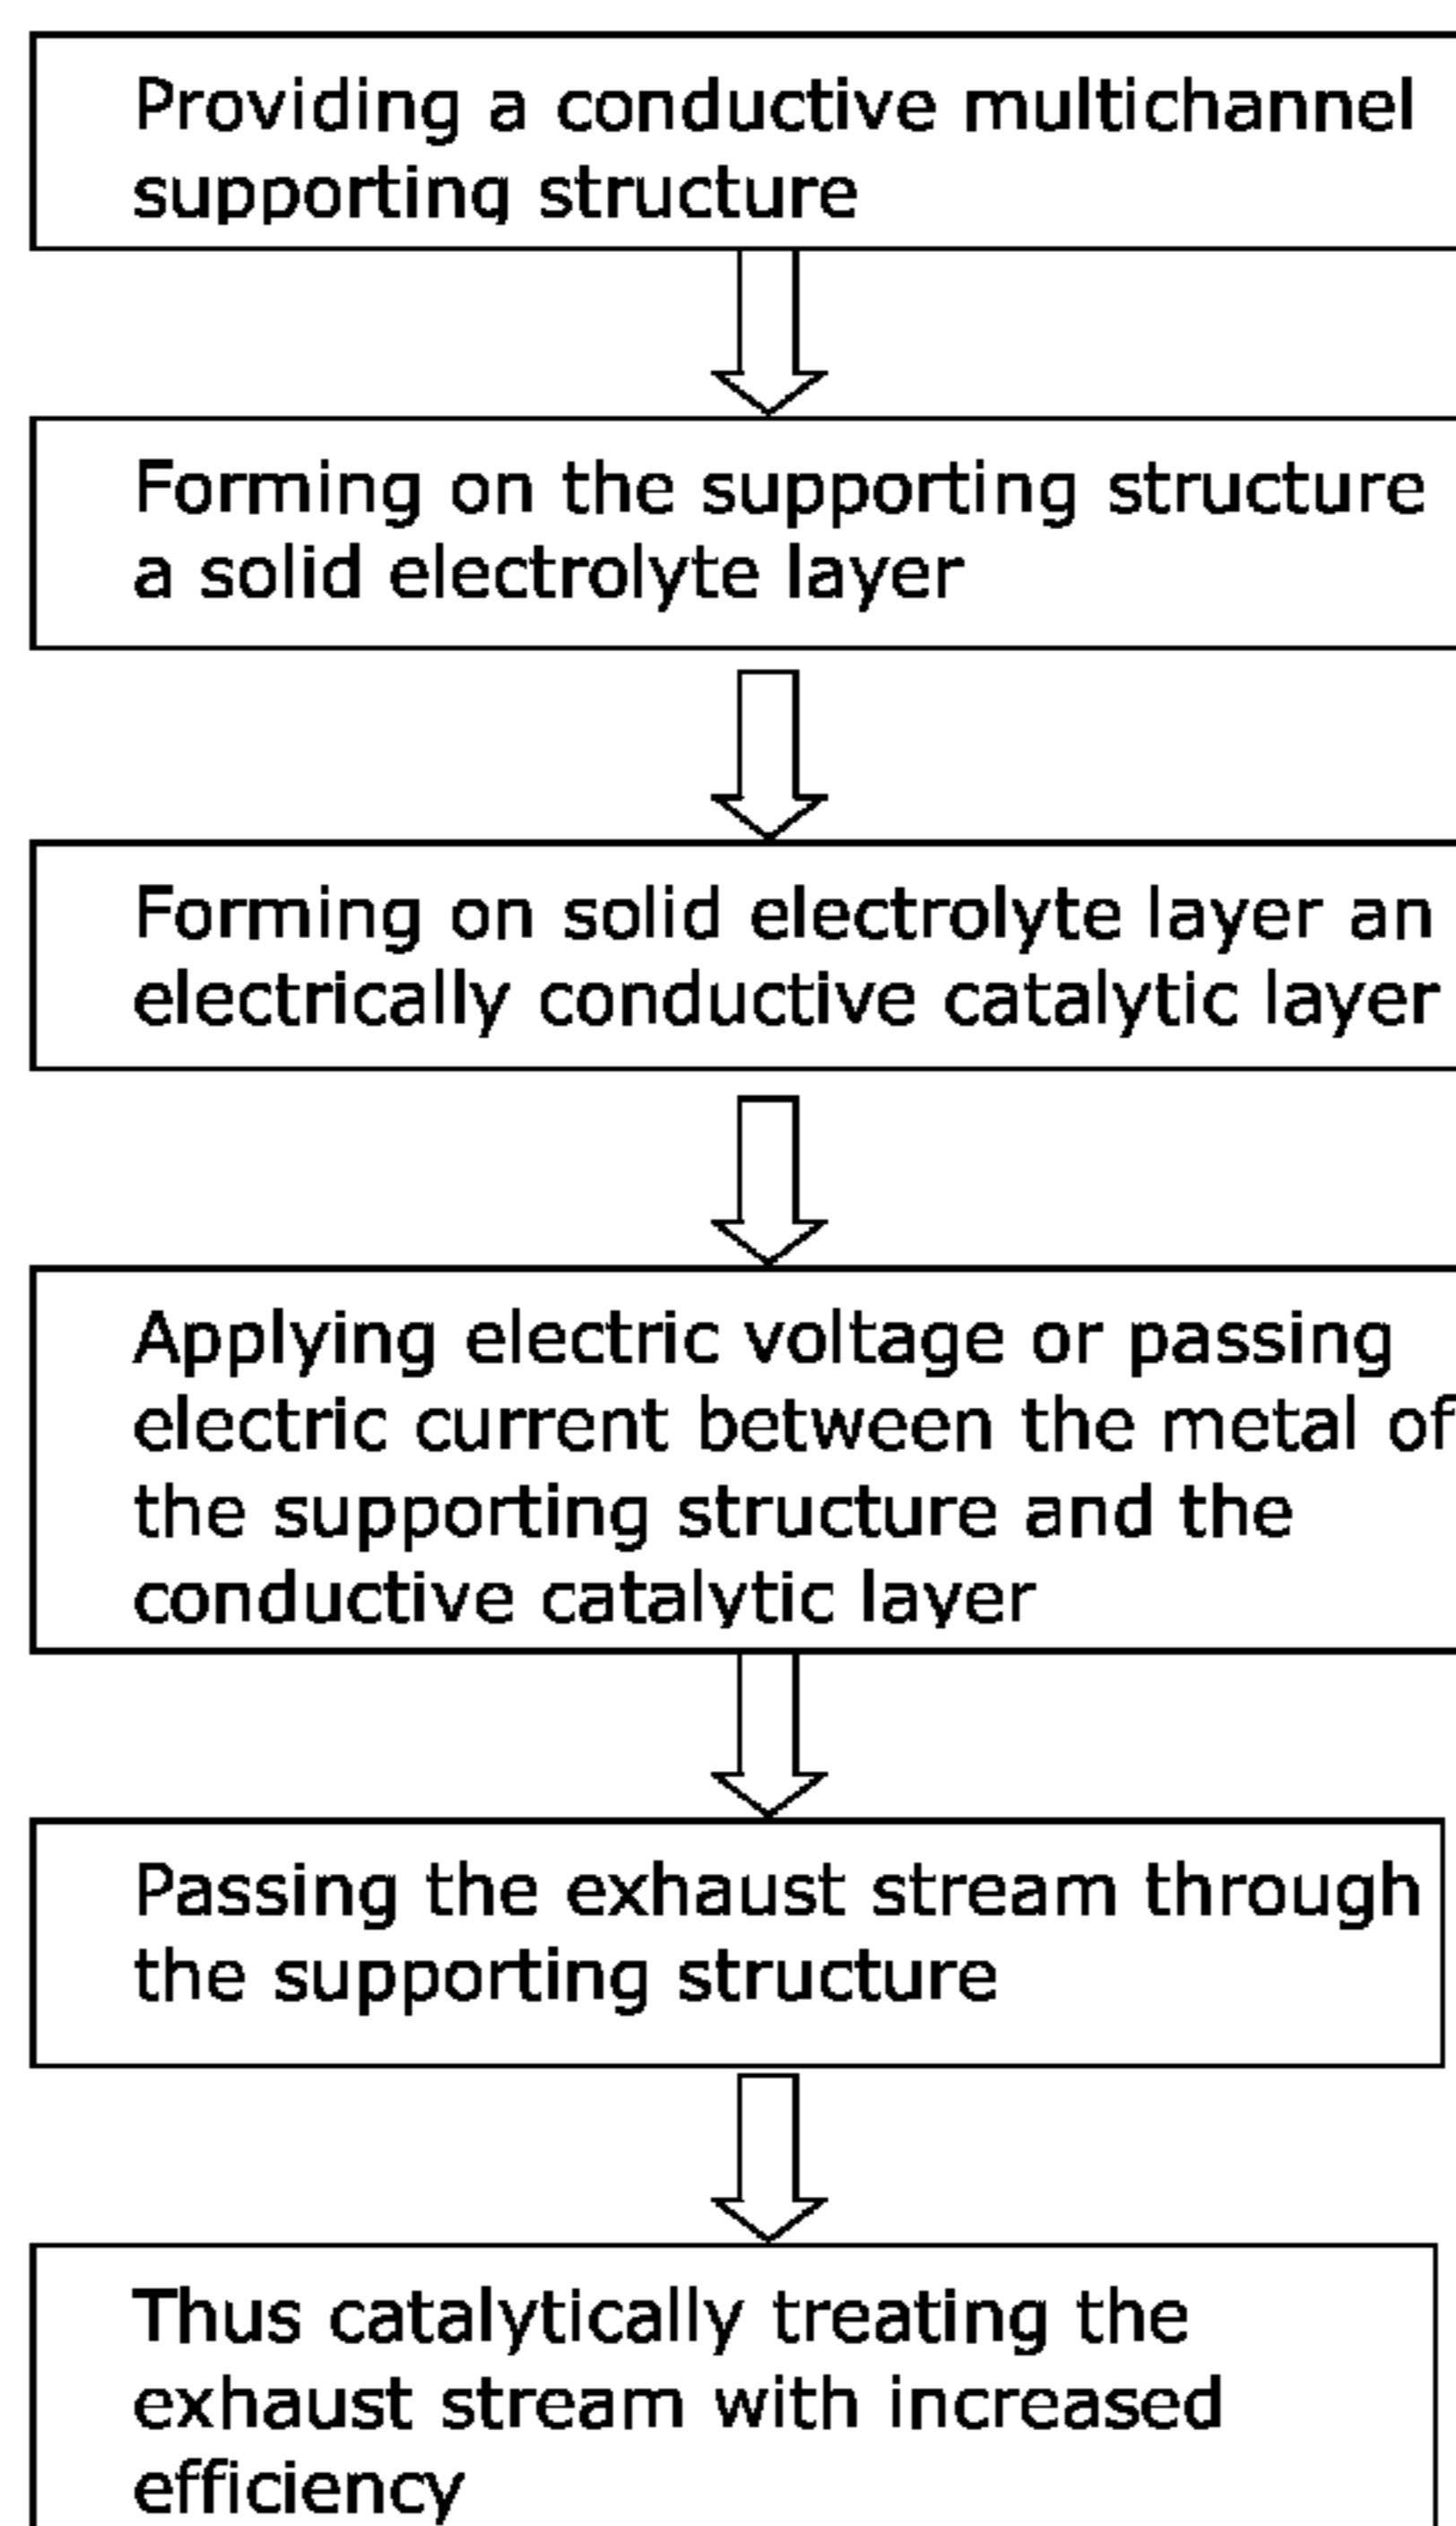 Providing a conductive multichannel
supporting structure
Forming on the supporting structure
a solid electrolyte layer
Forming on solid electrolyte layer an
electrically conductive catalytic layer
Applying electric voltage or passing
electric current between the metal of
the supporting structure and the
conductive catalytic layer
Passing the exhaust stream through
the supporting structure
Thus catalytically treating the
exhaust stream with increased
efficiency